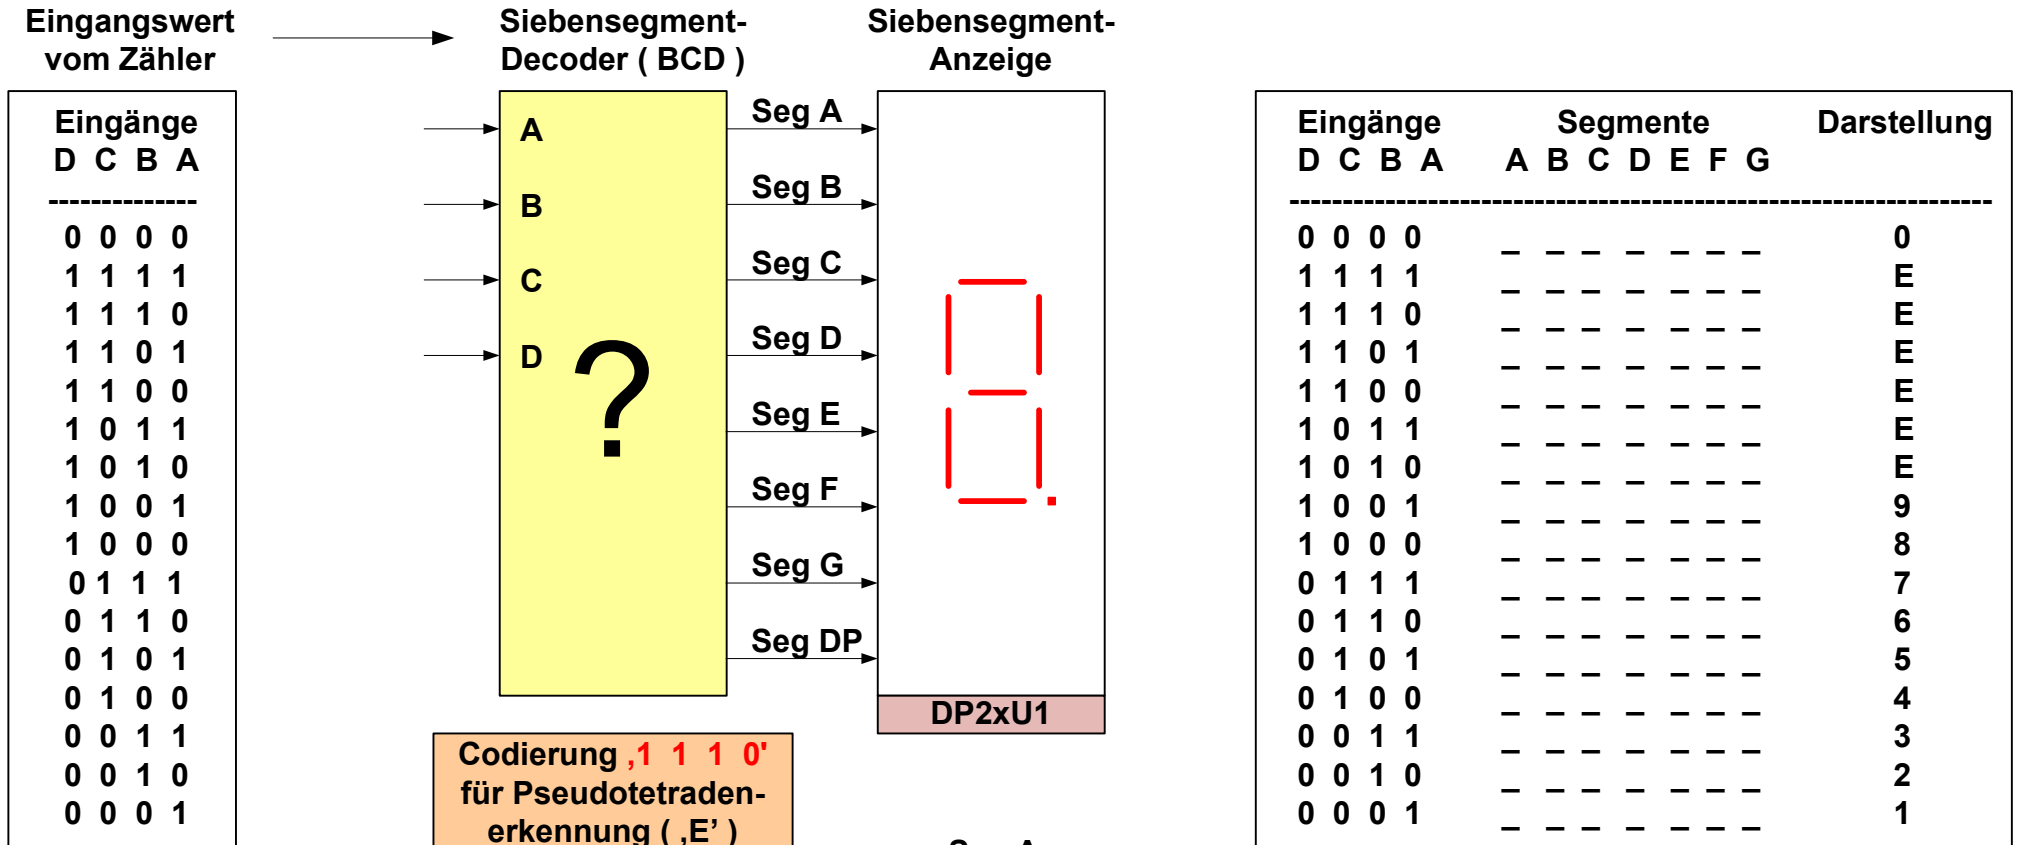 Eingangswert
vom Zähler
Siebensegment-
Decoder ( BCD )
Siebensegment-
Anzeige
Eingänge
D C B A
--------------
0 0 0 0
1 1 1 1
1 1 1 0
1 1 0 1
1 1 0 0
1 0 1 1
1 0 1 0
1 0 0 1
1 0 0 0
0 1 1 1
0 1 1 0
0 1 0 1
0 1 0 0
0 0 1 1
0 0 1 0
0 0 0 1
A
B
C
D
?
Seg A
Seg B
Seg C
Seg D
Seg E
Seg F
Seg G
Seg DP
8.
DP2xU1
Codierung ‚1 1 1 0'
für Pseudotetraden-
erkennung ( ‚E’ )
Eingänge Segmente Darstellung
D C B A A B C D E F G
--------------------------------------------------------------------
0 0 0 0 _ _ _ _ _ _ _ 0
1 1 1 1 _ _ _ _ _ _ _ E
1 1 1 0 _ _ _ _ _ _ _ E
1 1 0 1 _ _ _ _ _ _ _ E
1 1 0 0 _ _ _ _ _ _ _ E
1 0 1 1 _ _ _ _ _ _ _ E
1 0 1 0 _ _ _ _ _ _ _ E
1 0 0 1 _ _ _ _ _ _ _ 9
1 0 0 0 _ _ _ _ _ _ _ 8
0 1 1 1 _ _ _ _ _ _ _ 7
0 1 1 0 _ _ _ _ _ _ _ 6
0 1 0 1 _ _ _ _ _ _ _ 5
0 1 0 0 _ _ _ _ _ _ _ 4
0 0 1 1 _ _ _ _ _ _ _ 3
0 0 1 0 _ _ _ _ _ _ _ 2
0 0 0 1 _ _ _ _ _ _ _ 1